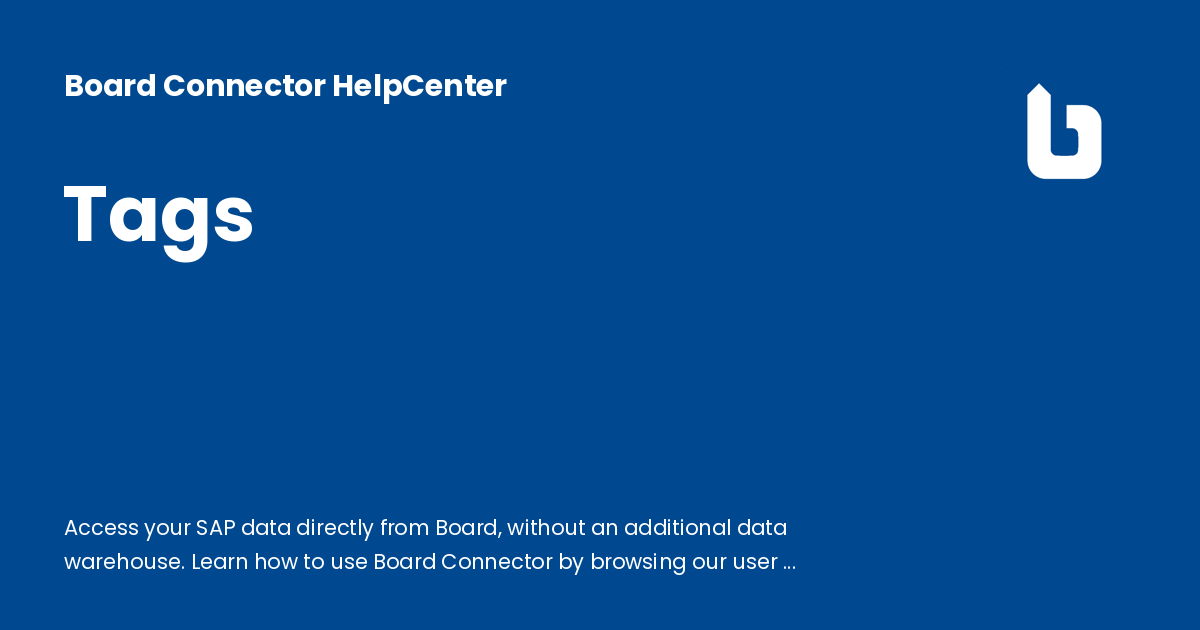 Board Connector HelpCenter
Tags
Access your SAP data directly from Board, without an additional data
warehouse. Learn how to use Board Connector by browsing our user ...